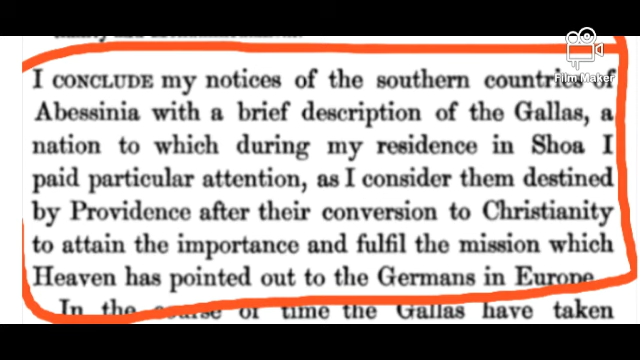 I CONCLUDE my notices of the southern countries of
Abessinia with a brief description of the Gallas, a
nation to which during my residence in Shoa I
paid particular attention, as I consider them destined
by Providence after their conversion to Christianity
to attain the importance and fulfil the mission which
Heaven has pointed out to the Germans in Europe.
In the course of time the Gallas have taken
Film Maker